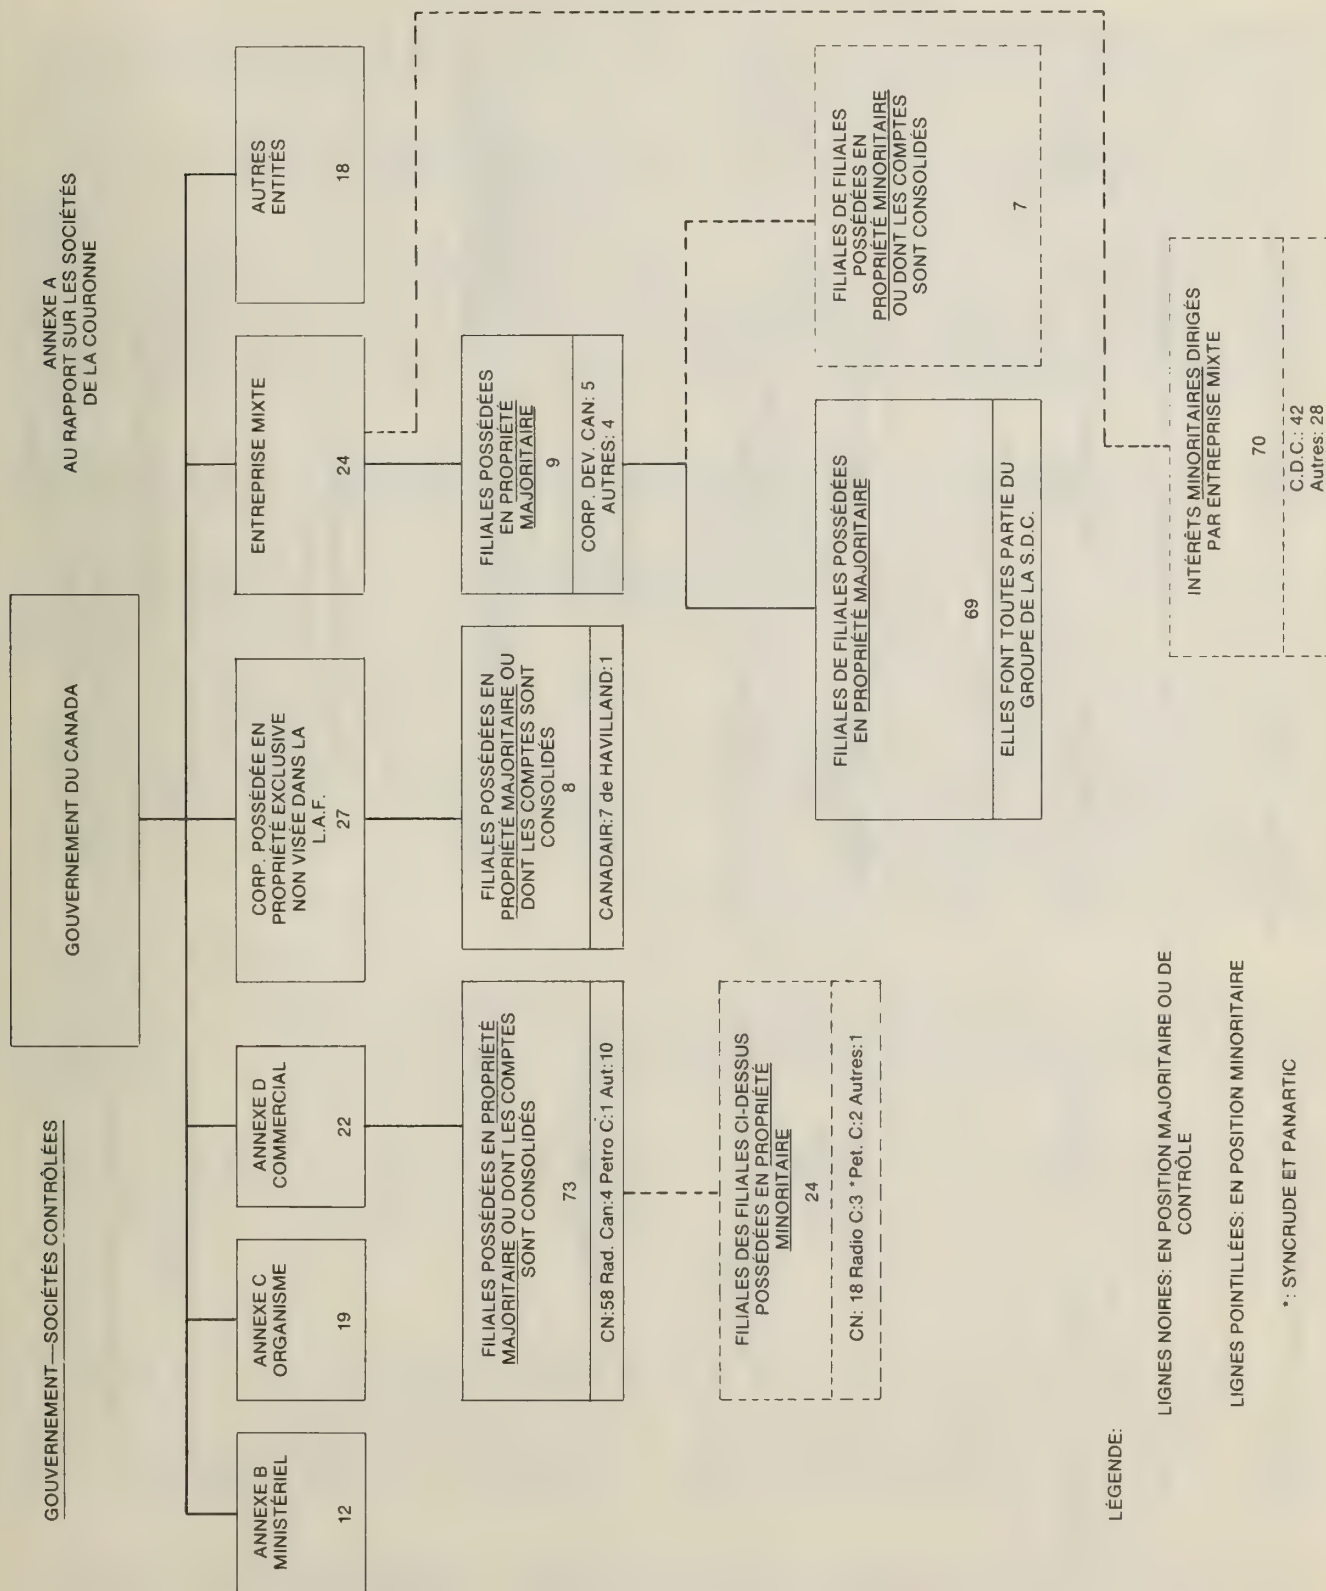 GOUVERNEMENT—SOCIÉTÉS CONTRÔLÉES
ANNEXE A
AU RAPPORT SUR LES SOCIÉTÉS
DE LA COURONNE
GOUVERNEMENT DU CANADA
ANNEXE B
MINISTÉRIEL
12
ANNEXE C
ORGANISME
19
ANNEXE D
COMMERCIAL
22
CORP. POSSÉDÉE EN
PROPRIÉTÉ EXCLUSIVE
NON VISÉE DANS LA
L.A.F.
27
ENTREPRISE MIXTE
24
AUTRES
ENTITÉS
18
FILIALES POSSÉDÉES EN PROPRIÉTÉ
MAJORITAIRE OU DONT LES COMPTES
SONT CONSOLIDÉS
73
CN:58 Rad. Can:4 Petro C:1 Aut:10
FILIALES POSSÉDÉES EN
PROPRIÉTÉ MAJORITAIRE OU
DONT LES COMPTES SONT
CONSOLIDÉS
8
CANADAIR:7 de HAVILLAND:1
FILIALES POSSÉDÉES
EN PROPRIÉTÉ
MAJORITAIRE
9
CORP. DEV. CAN: 5
AUTRES: 4
FILIALES DES FILIALES CI-DESSUS
POSSÉDÉES EN PROPRIÉTÉ
MINORITAIRE
24
CN: 18 Radio C:3 *Pet. C:2 Autres:1
FILIALES DE FILIALES POSSÉDÉES
EN PROPRIÉTÉ MAJORITAIRE
69
ELLES FONT TOUTES PARTIE DU
GROUPE DE LA S.D.C.
FILIALES DE FILIALES
POSSÉDÉES EN
PROPRIÉTÉ MINORITAIRE
OU DONT LES COMPTES
SONT CONSOLIDÉS
7
INTÉRÊTS MINORITAIRES DIRIGÉS
PAR ENTREPRISE MIXTE
70
C.D.C.: 42
Autres: 28
LÉGENDE:
LIGNES NOIRES: EN POSITION MAJORITAIRE OU DE
CONTRÔLE
LIGNES POINTILLÉES: EN POSITION MINORITAIRE
*: SYNCRUDE ET PANARTIC